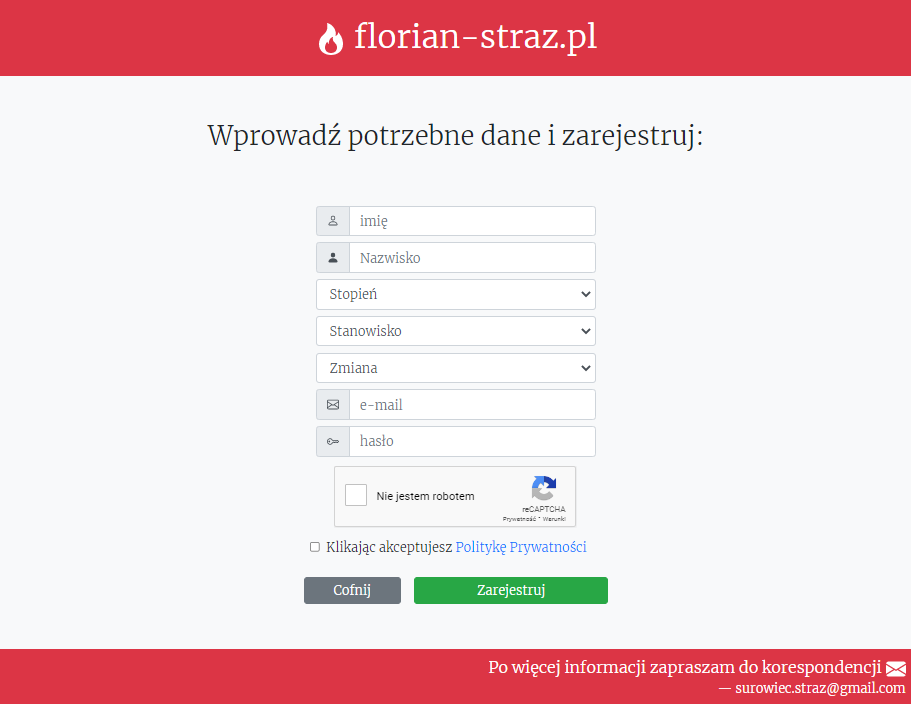 florian-straz.pl
Wprowadź potrzebne dane i zarejestruj:
imię
Nazwisko
Stopień
Stanowisko
Zmiana
e-mail
hasło
Nie jestem robotem
reCAPTCHA
Prywatność - Warunki
Klikając akceptujesz Politykę Prywatności
Cofnij Zarejestruj
Po więcej informacji zapraszam do korespondencji
— surowiec.straz@gmail.com